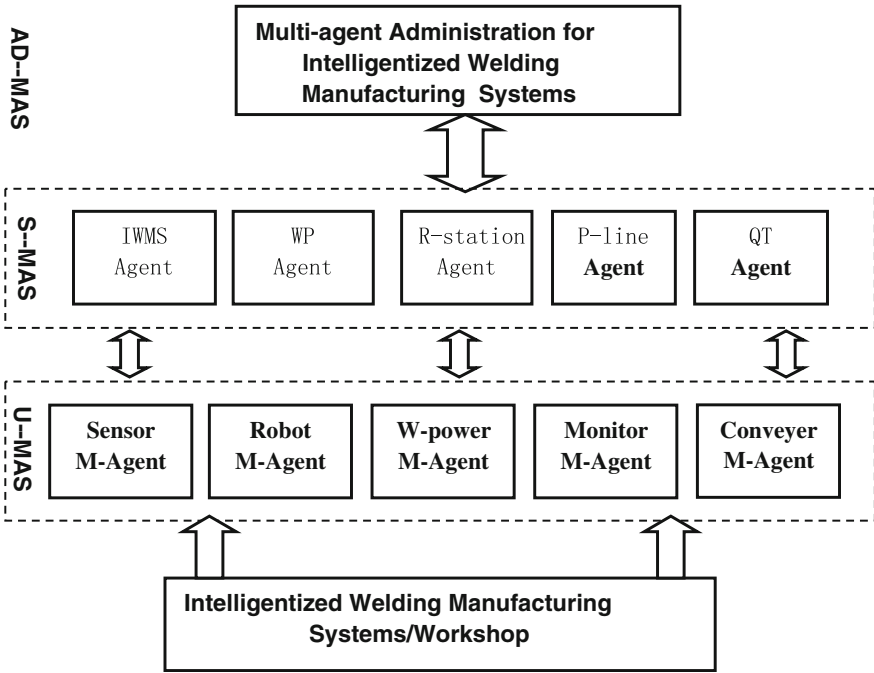 AD--MAS
Multi-agent Administration for
Intelligentized Welding
Manufacturing Systems
S--MAS
IWMS
Agent
WP
Agent
R-station
Agent
P-line
Agent
QT
Agent
U--MAS
Sensor
M-Agent
Robot
M-Agent
W-power
M-Agent
Monitor
M-Agent
Conveyer
M-Agent
Intelligentized Welding Manufacturing
Systems/Workshop